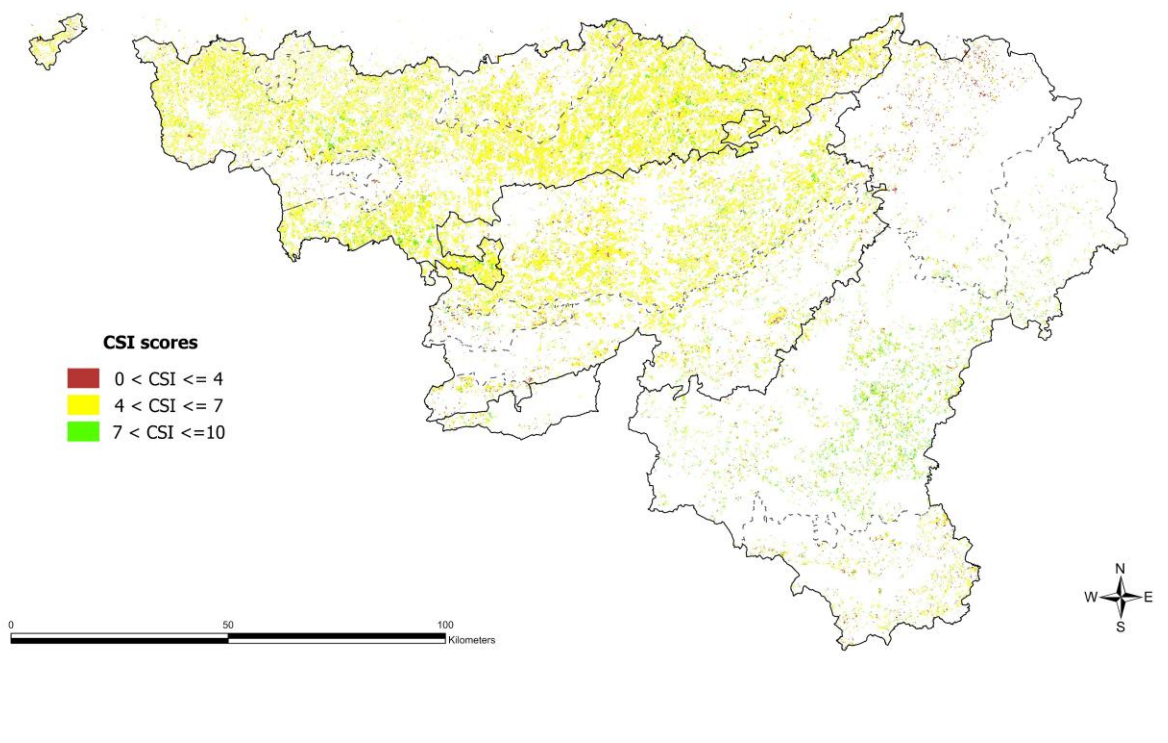 CSI scores
0 < CSI <= 4
4 < CSI <= 7
7 < CSI <=10
N
W E
S
0 50 100
Kilometers